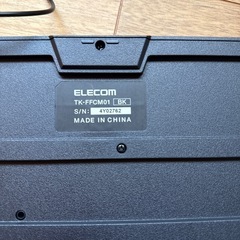 ELECOM
TK-FFCM01 BK
S/N: 4Y02762
MADE IN CHINA